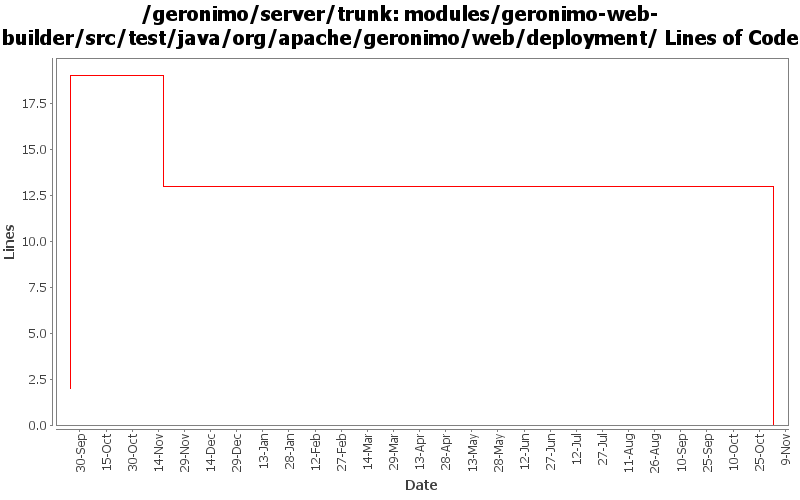 /geronimo/server/trunk: modules/geronimo-web-
builder/src/test/java/org/apache/geronimo/web/deployment/ Lines of Code
17.5
15.0
12.5
10.0
7.5
5.0
2.5
0.0
Lines
30-Sep
15-Oct
30-Oct
14-Nov
29-Nov
14-Dec
29-Dec
13-Jan
28-Jan
12-Feb
27-Feb
14-Mar
29-Mar
13-Apr
28-Apr
13-May
28-May
12-Jun
27-Jun
12-Jul
27-Jul
11-Aug
26-Aug
10-Sep
25-Sep
10-Oct
25-Oct
9-Nov
Date